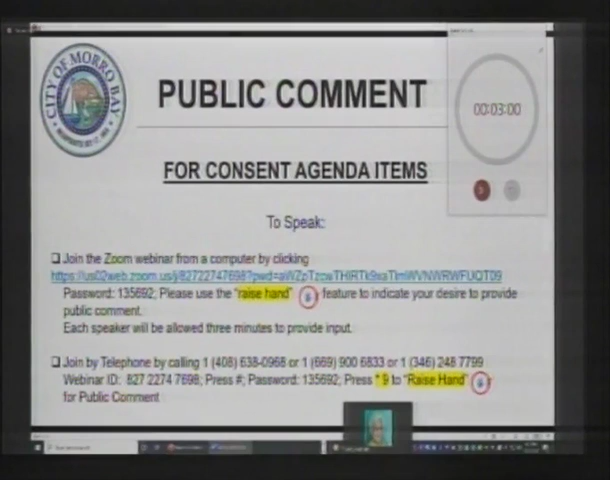 CITY OF MORRO BAY
PUBLIC COMMENT
00:03:00
FOR CONSENT AGENDA ITEMS
To Speak:
❑ Join the Zoom webinar from a computer by clicking
Password: 135692; Please use the "raise hand" feature to indicate your desire to provide
public comment.
Each speaker will be allowed three minutes to provide input.
❑ Join by Telephone by calling 1 (408) 638-0968 or 1 (669) 900 6833 or 1 (346) 248 7799
Webinar ID: 827 2274 7698; Press #; Password: 135692; Press * 9 to "Raise Hand"
for Public Comment